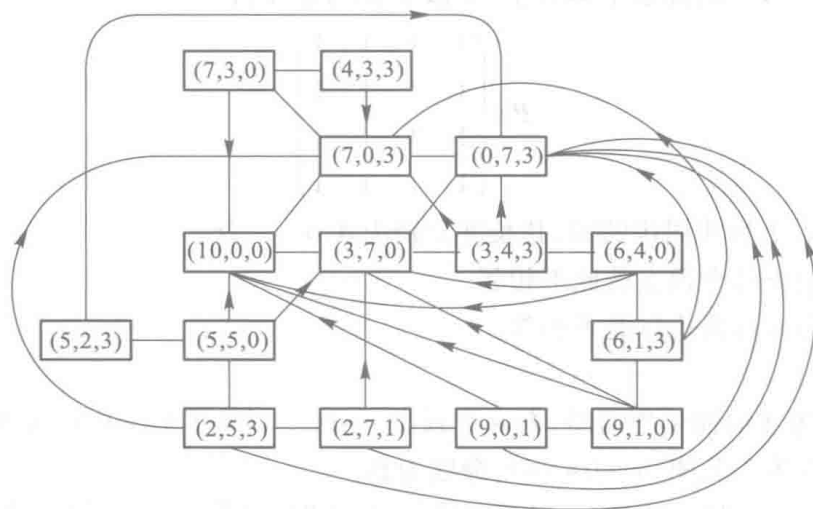 (7,3,0) (4,3,3)
(7,0,3) (0,7,3)
(10,0,0) (3,7,0) (3,4,3) (6,4,0)
(5,2,3) (5,5,0) (6,1,3)
(2,5,3) (2,7,1) (9,0,1) (9,1,0)